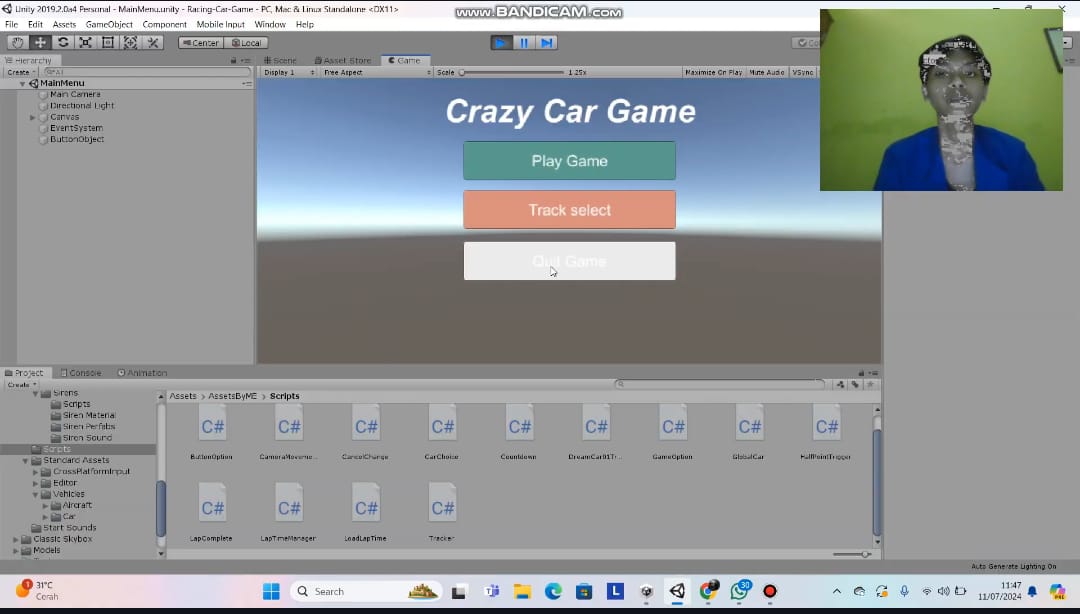 Unity 2019.2.0a4 Personal - MainMenu.unity - Racing-Car-Game - PC, Mac & Linux Standalone <DX11>
www.BANDICAM.com
File Edit Assets GameObject Component Mobile Input Window Help
Center Local
Hierarchy
Scene Asset Store Game
Create
Display 1 Free Aspect Scale 1.25x Maximize On Play Mute Audio VSync
MainMenu
Main Camera
Directional Light
Canvas
EventSystem
ButtonObject
Crazy Car Game
Play Game
Track select
Quit Game
Project Console Animation
Create
Assets > AssetsByME > Scripts
Sirens
Scripts
Siren Material
Siren Perfabs
Siren Sound
Scripts
Standard Assets
CrossPlatformInput
Editor
Vehicles
Aircraft
Car
Start Sounds
Classic Skybox
Models
C# C# C# C# C# C# C# C# C#
ButtonOption CameraMoveme... CancelChange CarChoice Countdown DreamCar01Tr... GameOption GlobalCar HalfPointTrigger
C# C# C# C#
LapComplete LapTimeManager LoadLapTime Tracker
Auto Generate Lighting On
1
31°C
Cerah
Search
30
11:47
11/07/2024